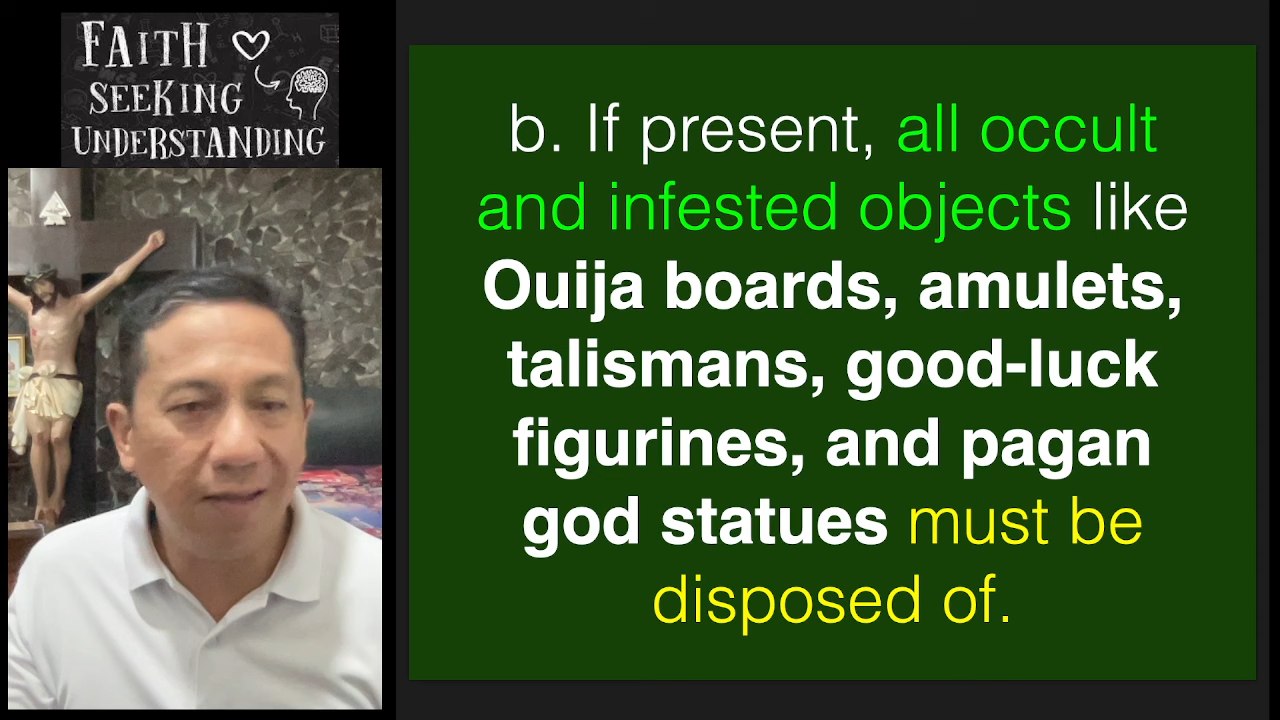 FAITH
SEEKING
UNDERSTANDING
b. If present, all occult
and infested objects like
Ouija boards, amulets,
talismans, good-luck
figurines, and pagan
god statues must be
disposed of.